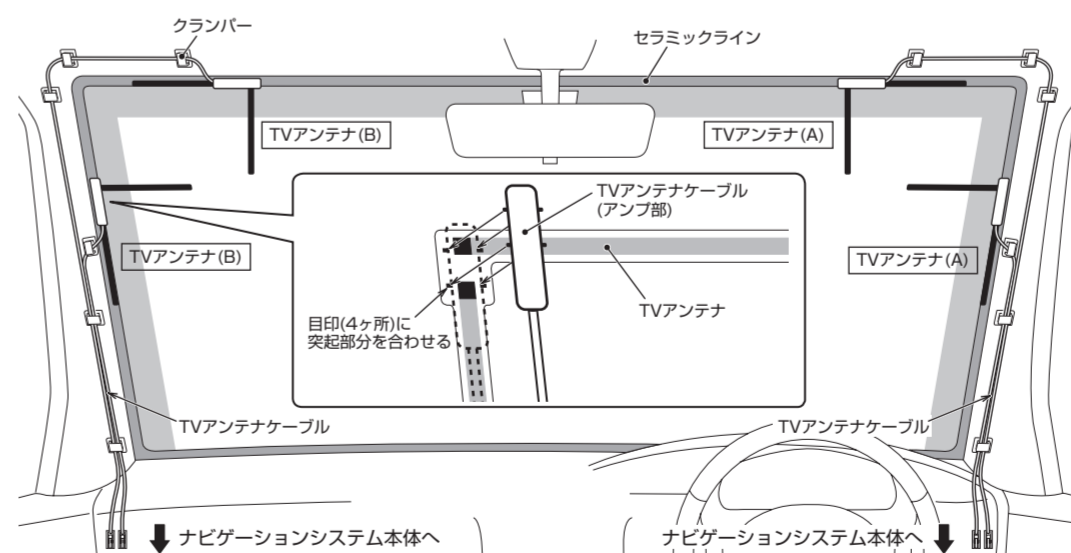 クランパー
セラミックライン
TVアンテナ(B)
TVアンテナ(A)
TVアンテナケーブル
(アンプ部)
TVアンテナ(B)
TVアンテナ(A)
TVアンテナ
目印(4ヶ所)に
突起部分を合わせる
TVアンテナケーブル
TVアンテナケーブル
ナビゲーションシステム本体へ
ナビゲーションシステム本体へ